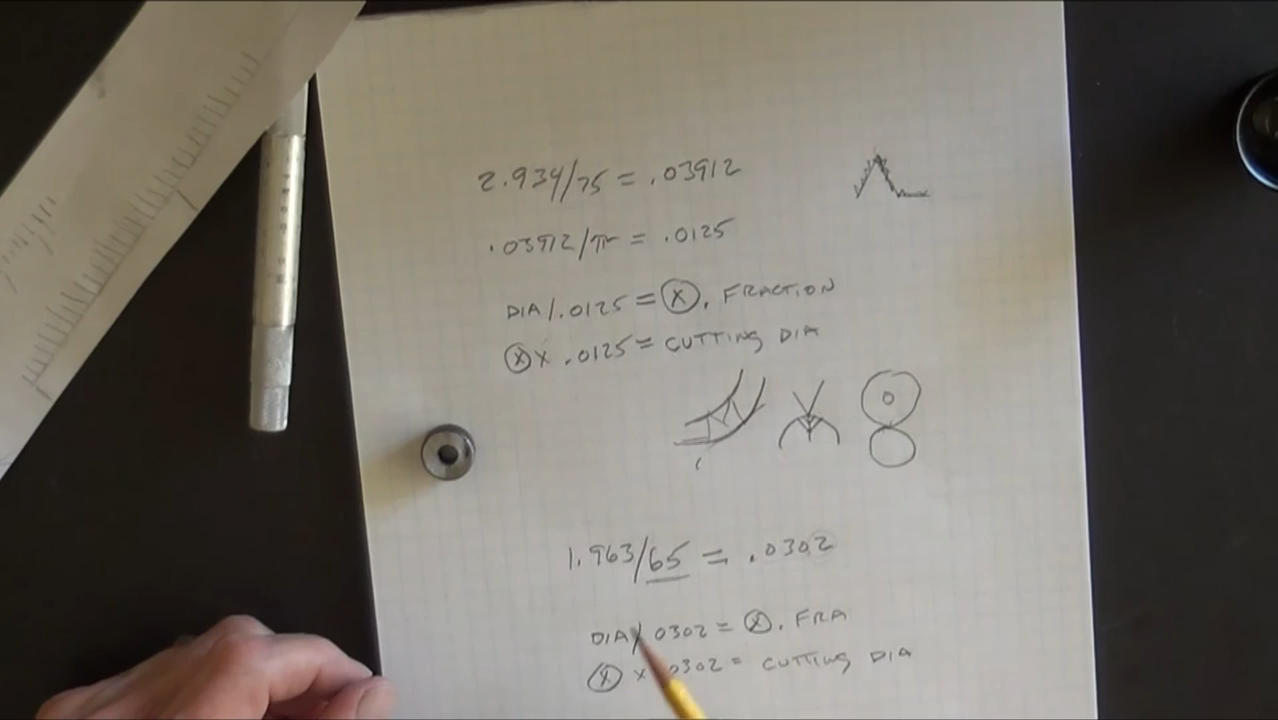 2.934/75 = .03912
.03912/π = .0125
DIA/.0125 = X. FRACTION
X x .0125 = CUTTING DIA
1.963/65 = .0302
DIA/.0302 = X. FRA
X x .0302 = CUTTING DIA